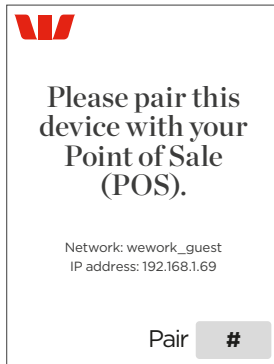 Please pair this
device with your
Point of Sale
(POS).
Network: wework_guest
IP address: 192.168.1.69
Pair #